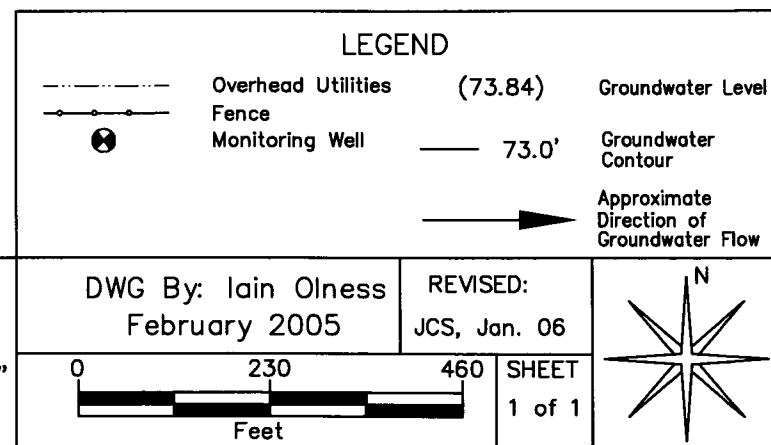 LEGEND
Overhead Utilities
Fence
Monitoring Well
(73.84) Groundwater Level
73.0' Groundwater
Contour
Approximate
Direction of
Groundwater Flow
DWG By: Iain Olness
February 2005
REVISED:
JCS, Jan. 06
N
"
0 230 460
Feet
SHEET
1 of 1